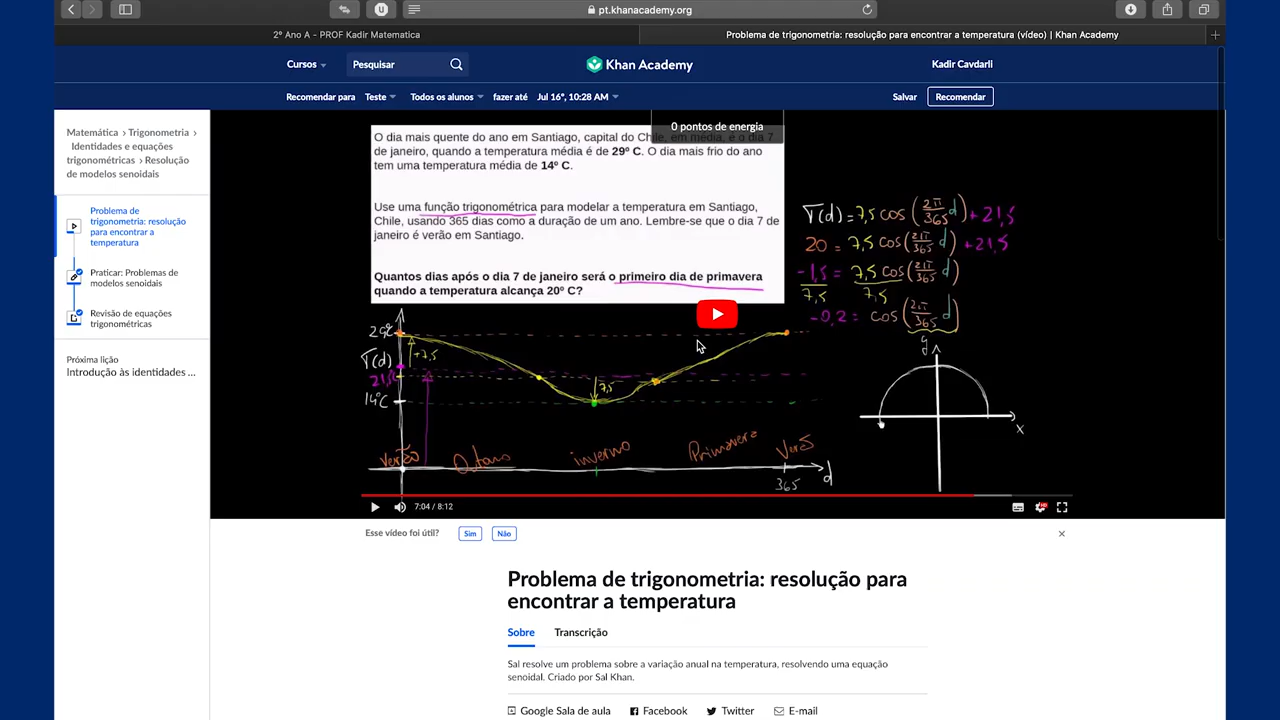 pt.khanacademy.org
2º Ano A - PROF Kadir Matematica
Problema de trigonometria: resolução para encontrar a temperatura (vídeo) | Khan Academy
Cursos
Pesquisar
Khan Academy
Kadir Cavdarli
Recomendar para
Teste
Todos os alunos
fazer até
Jul 16º, 10:28 AM
Salvar
Recomendar
Matemática > Trigonometria >
Identidades e equações
trigonométricas > Resolução
de modelos senoidais
Problema de
trigonometria: resolução
para encontrar a
temperatura
Praticar: Problemas de
modelos senoidais
Revisão de equações
trigonométricas
Próxima lição
Introdução às identidades ...
0 pontos de energia
O dia mais quente do ano em Santiago, capital do Chile, em média, é o dia 7
de janeiro, quando a temperatura média é de 29º C. O dia mais frio do ano
tem uma temperatura média de 14º C.
Use uma função trigonométrica para modelar a temperatura em Santiago,
Chile, usando 365 dias como a duração de um ano. Lembre-se que o dia 7 de
janeiro é verão em Santiago.
Quantos dias após o dia 7 de janeiro será o primeiro dia de primavera
quando a temperatura alcança 20º C?
T(d) = 7,5 cos (2π/365 d) + 21,5
20 = 7,5 cos (2π/365 d) + 21,5
-1,5 = 7,5 cos (2π/365 d)
7,5 7,5
-0,2 = cos (2π/365 d)
29ºC
T(d)
21,5
14ºC
+7,5
7,5
verão
Outono
inverno
Primavera
Verão
365
d
y
x
7:04 / 8:12
Esse vídeo foi útil?
Sim
Não
Problema de trigonometria: resolução para
encontrar a temperatura
Sobre
Transcrição
Sal resolve um problema sobre a variação anual na temperatura, resolvendo uma equação
senoidal. Criado por Sal Khan.
Google Sala de aula
Facebook
Twitter
E-mail